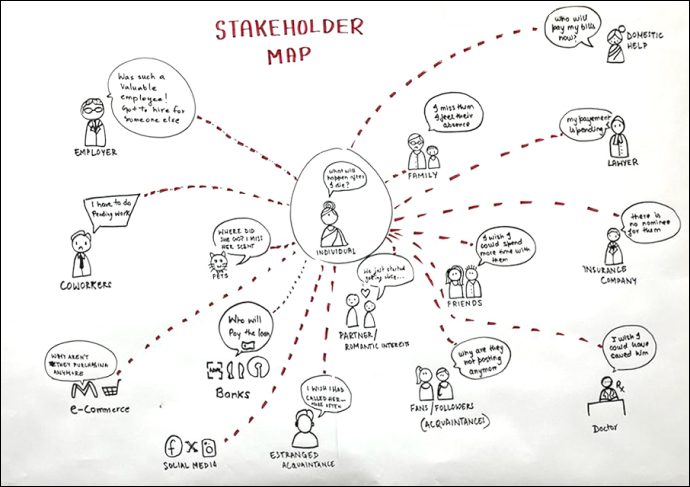 STAKEHOLDER
MAP
who will
pay my bills
now?
DOMESTIC
HELP
Was such a
valuable
employee!
Got to hire for
someone else
EMPLOYER
I miss them
I feel their
absence
FAMILY
my payement
is pending
LAWYER
What will
happen after
I die?
INDIVIDUAL
I have to do
Pending work
COWORKERS
WHERE DID
SHE GO? I MISS
HER SCENT
PETS
I wish I
could spend
more time with
them
FRIENDS
there is
no nominee
for them
INSURANCE
COMPANY
We just started
getting close...
PARTNER/
ROMANTIC INTERESTS
Who will
Pay the loan
Banks
WHY AREN'T
THEY PURCHASING
ANYMORE
e-Commerce
why are they
not posting
anymore
FANS/FOLLOWERS
(ACQUAINTANCES)
I wish I
could have
saved him
Rx
Doctor
I WISH I HAD
CALLED HER
MORE OFTEN
ESTRANGED
ACQUAINTANCE
f X
SOCIAL MEDIA